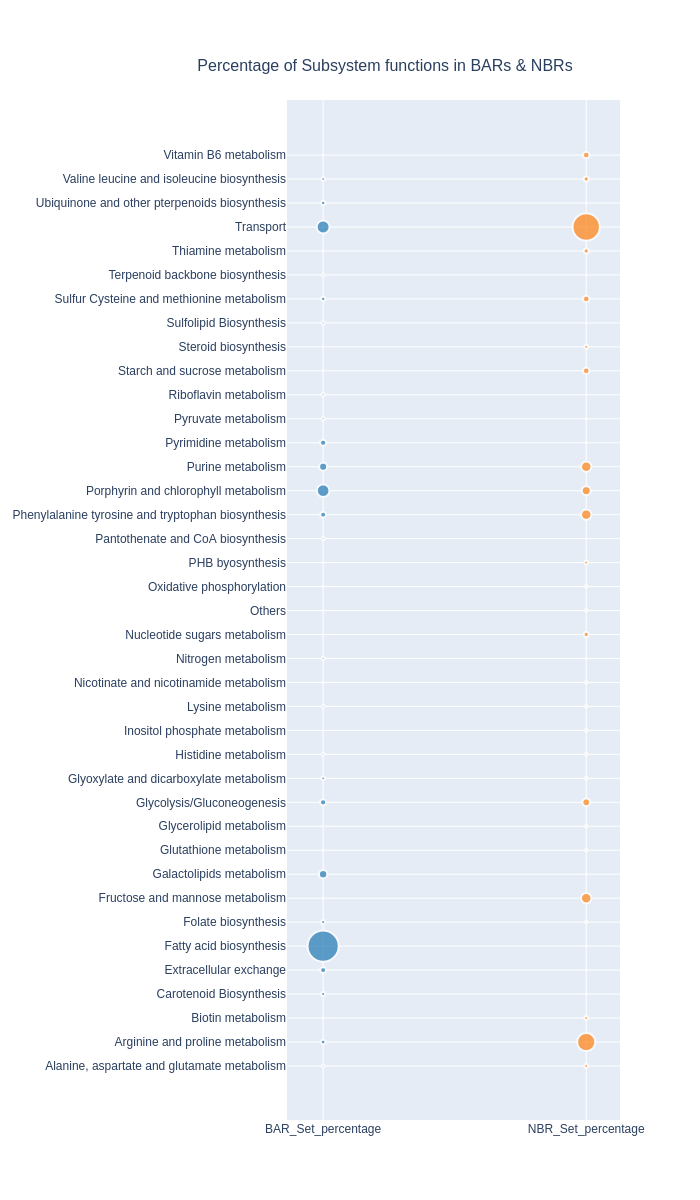 Percentage of Subsystem functions in BARs & NBRs
Vitamin B6 metabolism
Valine leucine and isoleucine biosynthesis
Ubiquinone and other pterpenoids biosynthesis
Transport
Thiamine metabolism
Terpenoid backbone biosynthesis
Sulfur Cysteine and methionine metabolism
Sulfolipid Biosynthesis
Steroid biosynthesis
Starch and sucrose metabolism
Riboflavin metabolism
Pyruvate metabolism
Pyrimidine metabolism
Purine metabolism
Porphyrin and chlorophyll metabolism
Phenylalanine tyrosine and tryptophan biosynthesis
Pantothenate and CoA biosynthesis
PHB byosynthesis
Oxidative phosphorylation
Others
Nucleotide sugars metabolism
Nitrogen metabolism
Nicotinate and nicotinamide metabolism
Lysine metabolism
Inositol phosphate metabolism
Histidine metabolism
Glyoxylate and dicarboxylate metabolism
Glycolysis/Gluconeogenesis
Glycerolipid metabolism
Glutathione metabolism
Galactolipids metabolism
Fructose and mannose metabolism
Folate biosynthesis
Fatty acid biosynthesis
Extracellular exchange
Carotenoid Biosynthesis
Biotin metabolism
Arginine and proline metabolism
Alanine, aspartate and glutamate metabolism
BAR_Set_percentage
NBR_Set_percentage